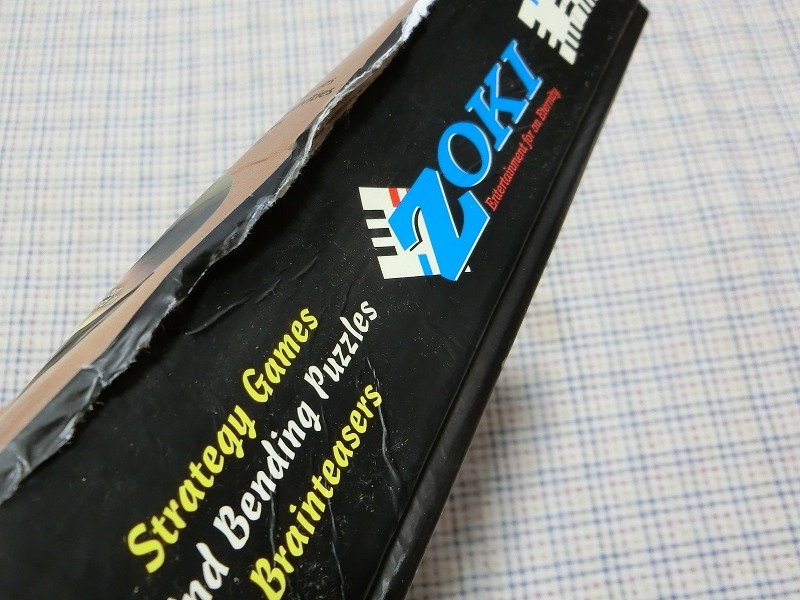 ZOKI
Entertainment for an Eternity
Strategy Games
nd Bending Puzzles
Brainteasers